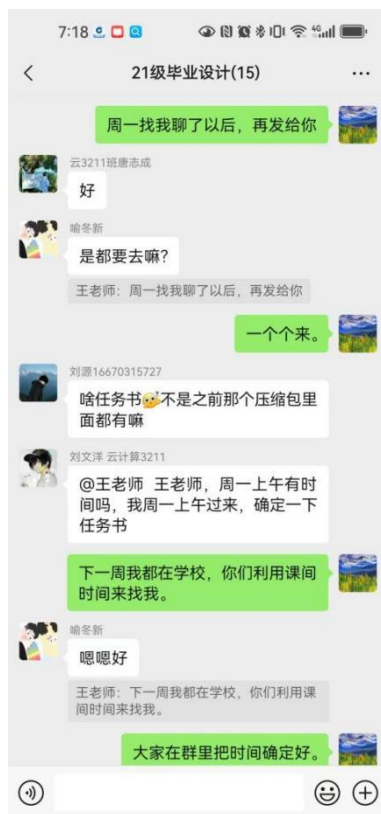 7:18
4G
21级毕业设计(15)
周一找我聊了以后，再发给你
云3211班唐志成
好
喻冬新
是都要去嘛?
王老师：周一找我聊了以后，再发给你
一个个来。
刘源16670315727
啥任务书🤔不是之前那个压缩包里
面都有嘛
刘文洋 云计算3211
@王老师 王老师，周一上午有时
间吗，我周一上午过来，确定一下
任务书
下一周我都在学校，你们利用课间
时间来找我。
喻冬新
嗯嗯好
王老师：下一周我都在学校，你们利用课
间时间来找我。
大家在群里把时间确定好。